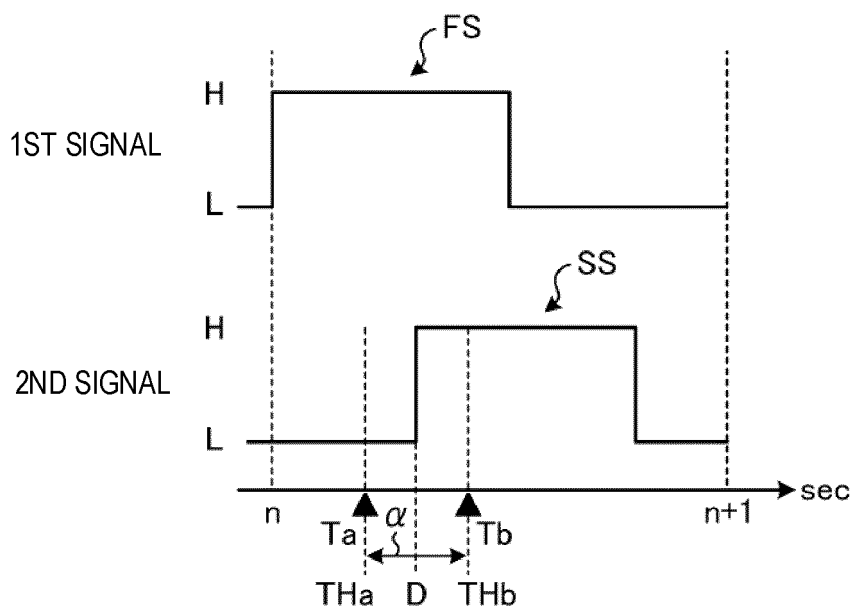 FS
H
1ST SIGNAL
L
SS
H
2ND SIGNAL
L
sec
n n+1
Ta α Tb
THa D THb